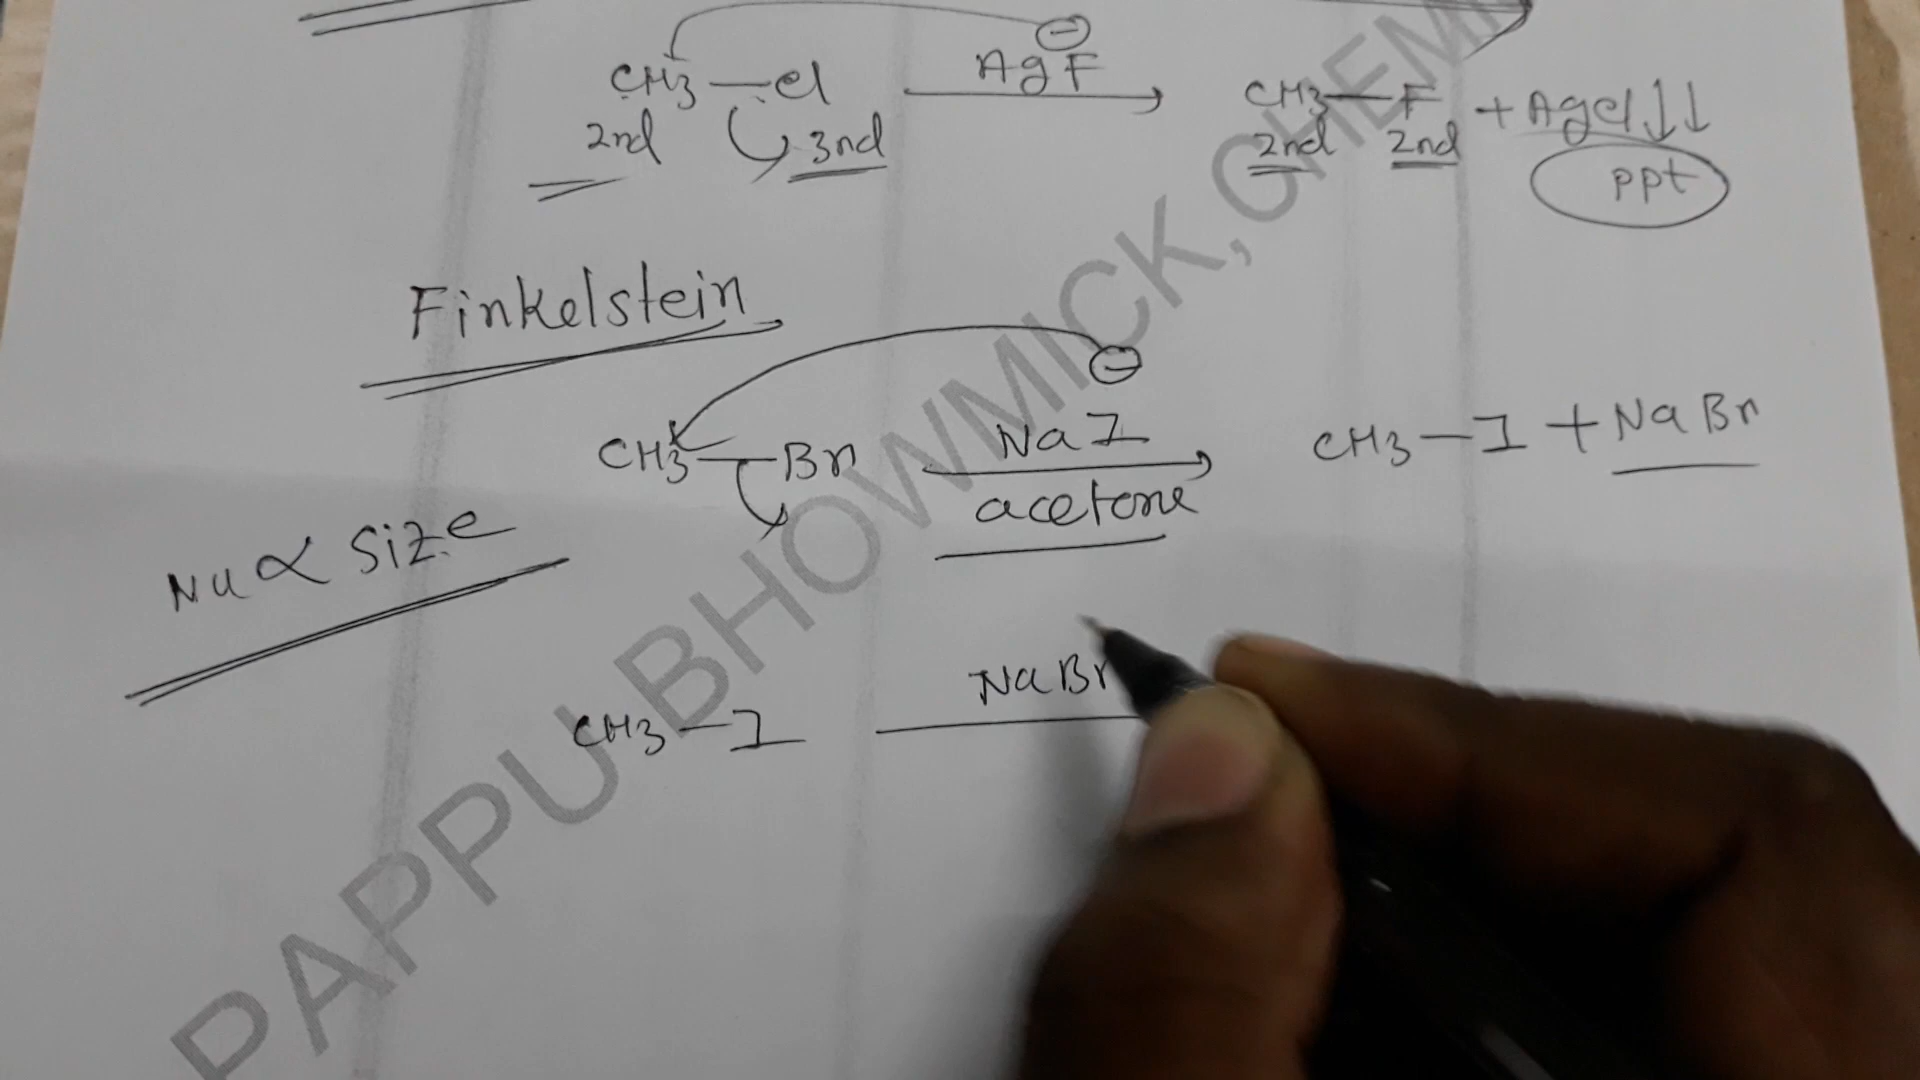 CH3—Cl AgF CH3—F + AgCl↓↓
2nd 3nd 2nd 2nd ppt
Finkelstein
CH3—Br NaI CH3—I + NaBr
acetone
Nu ∝ Size
CH3—I NaBr
PAPPU BHOWMICK, CHEMI